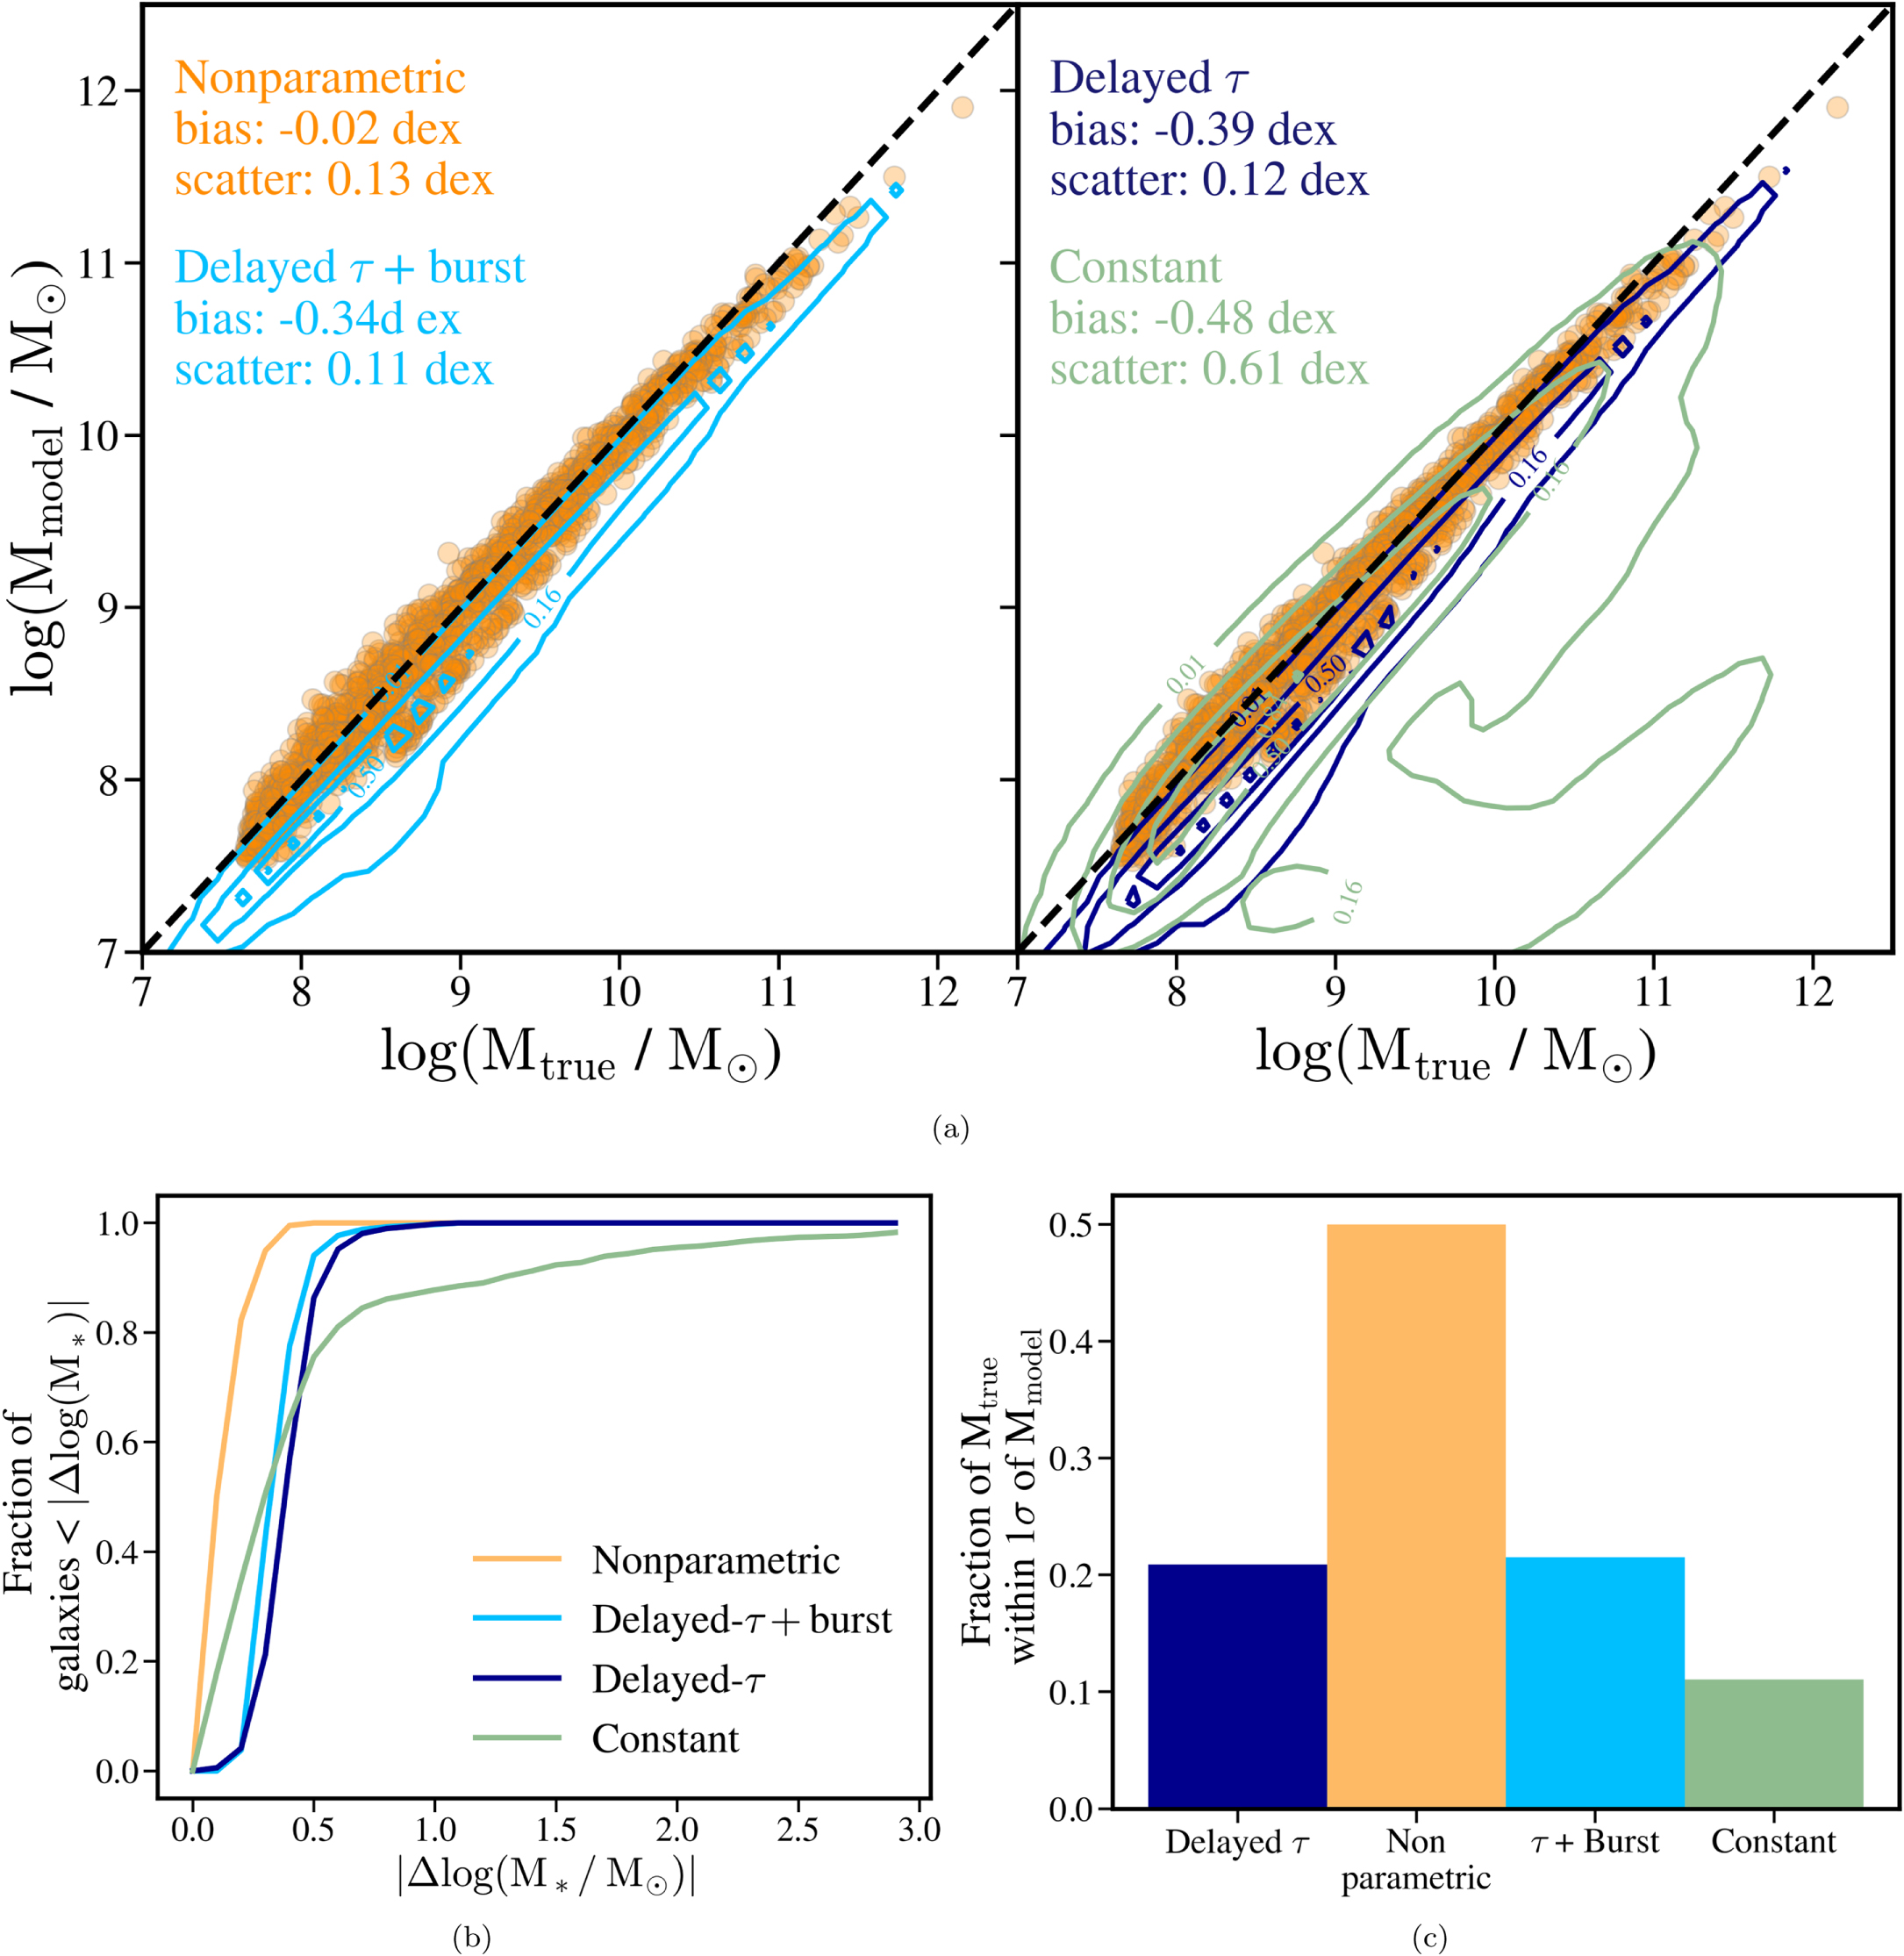 Nonparametric
bias: -0.02 dex
scatter: 0.13 dex
Delayed τ + burst
bias: -0.34d ex
scatter: 0.11 dex
0.16
0.50
log(M_model / M_⊙)
12
11
10
9
8
7
7 8 9 10 11 12
log(M_true / M_⊙)
Delayed τ
bias: -0.39 dex
scatter: 0.12 dex
Constant
bias: -0.48 dex
scatter: 0.61 dex
0.16
0.16
0.01
0.50
0.01
0.16
7 8 9 10 11 12
log(M_true / M_⊙)
(a)
Fraction of
galaxies < |Δlog(M_*)|
1.0
0.8
0.6
0.4
0.2
0.0
Nonparametric
Delayed-τ + burst
Delayed-τ
Constant
0.0 0.5 1.0 1.5 2.0 2.5 3.0
|Δlog(M_* / M_⊙)|
(b)
Fraction of M_true
within 1σ of M_model
0.5
0.4
0.3
0.2
0.1
0.0
Delayed τ
Non
parametric
τ + Burst
Constant
(c)